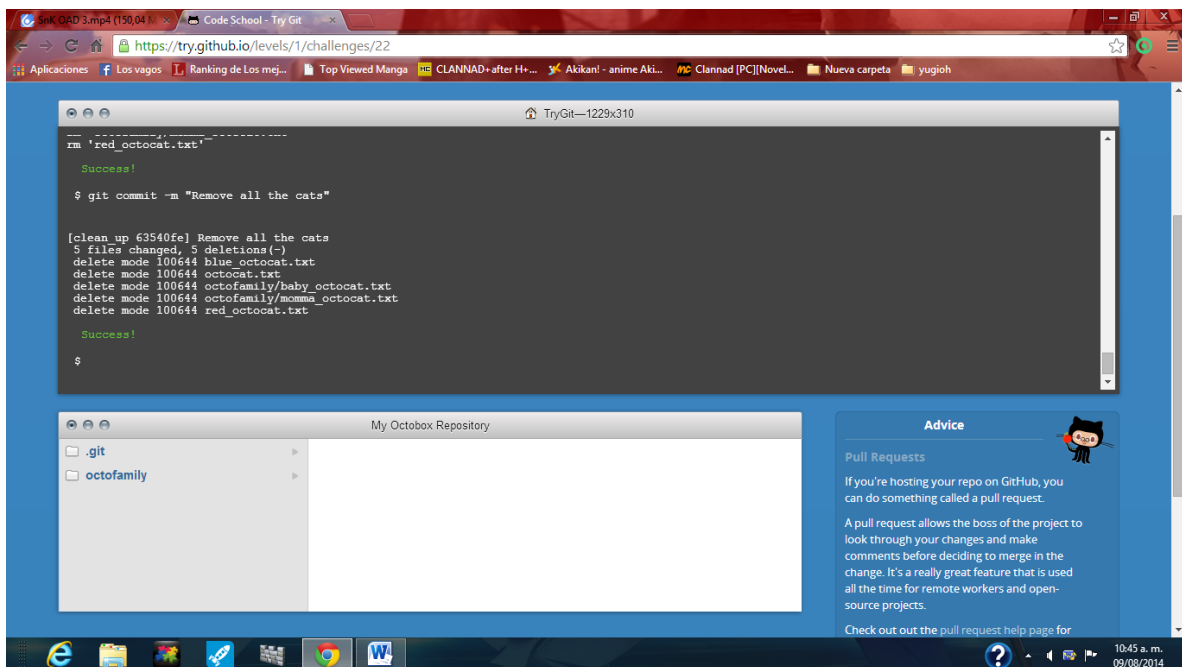 SnK OAD 3.mp4 (150,04 M
Code School - Try Git
https://try.github.io/levels/1/challenges/22
Aplicaciones
Los vagos
Ranking de Los mej...
Top Viewed Manga
CLANNAD+after H+...
Akikan! - anime Aki...
Clannad [PC][Novel...
Nueva carpeta
yugioh
TryGit—1229x310
rm 'red_octocat.txt'
Success!
$ git commit -m "Remove all the cats"
[clean_up 63540fe] Remove all the cats
5 files changed, 5 deletions(-)
delete mode 100644 blue_octocat.txt
delete mode 100644 octocat.txt
delete mode 100644 octofamily/baby_octocat.txt
delete mode 100644 octofamily/momma_octocat.txt
delete mode 100644 red_octocat.txt
Success!
$
My Octobox Repository
.git
octofamily
Advice
Pull Requests
If you're hosting your repo on GitHub, you
can do something called a pull request.
A pull request allows the boss of the project to
look through your changes and make
comments before deciding to merge in the
change. It's a really great feature that is used
all the time for remote workers and open-
source projects.
Check out out the pull request help page for
10:45 a. m.
09/08/2014